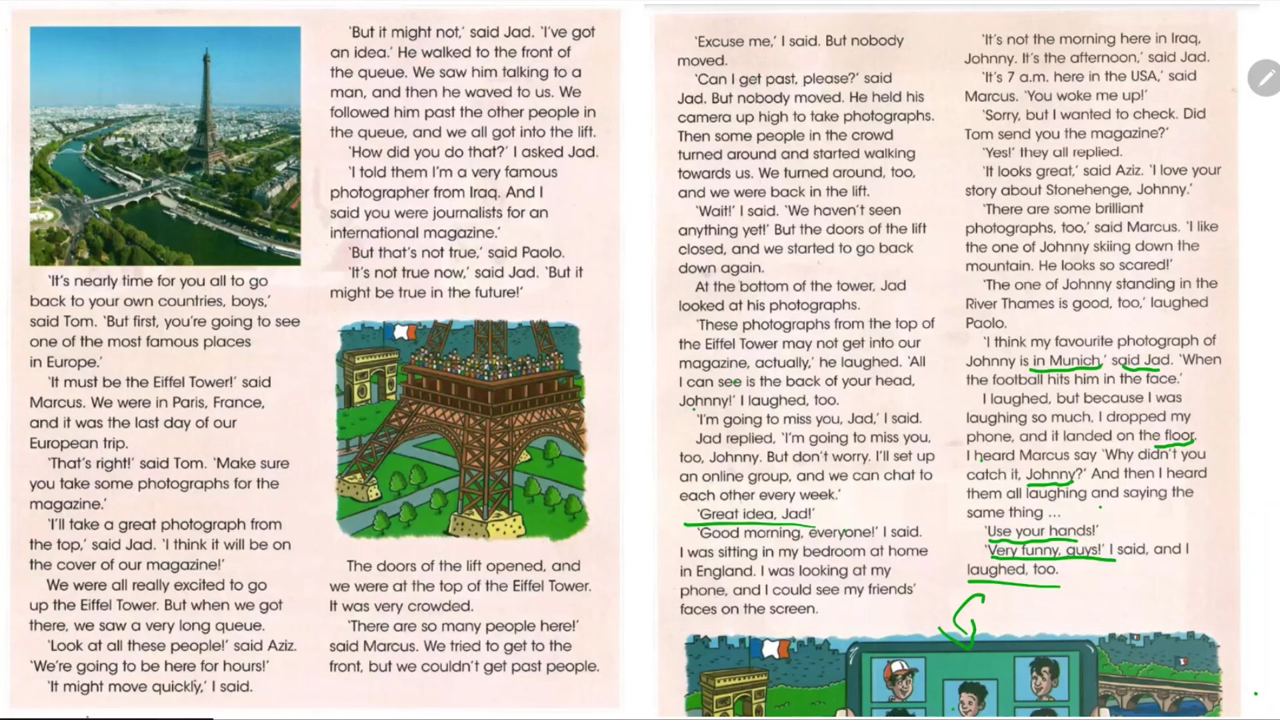 'It's nearly time for you all to go
back to your own countries, boys,'
said Tom. 'But first, you're going to see
one of the most famous places
in Europe.'
'It must be the Eiffel Tower!' said
Marcus. We were in Paris, France,
and it was the last day of our
European trip.
'That's right!' said Tom. 'Make sure
you take some photographs for the
magazine.'
'I'll take a great photograph from
the top,' said Jad. 'I think it will be on
the cover of our magazine!'
We were all really excited to go
up the Eiffel Tower. But when we got
there, we saw a very long queue.
'Look at all these people!' said Aziz.
'We're going to be here for hours!'
'It might move quickly,' I said.
'But it might not,' said Jad. 'I've got
an idea.' He walked to the front of
the queue. We saw him talking to a
man, and then he waved to us. We
followed him past the other people in
the queue, and we all got into the lift.
'How did you do that?' I asked Jad.
'I told them I'm a very famous
photographer from Iraq. And I
said you were journalists for an
international magazine.'
'But that's not true,' said Paolo.
'It's not true now,' said Jad. 'But it
might be true in the future!'
The doors of the lift opened, and
we were at the top of the Eiffel Tower.
It was very crowded.
'There are so many people here!'
said Marcus. We tried to get to the
front, but we couldn't get past people.
'Excuse me,' I said. But nobody
moved.
'Can I get past, please?' said
Jad. But nobody moved. He held his
camera up high to take photographs.
Then some people in the crowd
turned around and started walking
towards us. We turned around, too,
and we were back in the lift.
'Wait!' I said. 'We haven't seen
anything yet!' But the doors of the lift
closed, and we started to go back
down again.
At the bottom of the tower, Jad
looked at his photographs.
'These photographs from the top of
the Eiffel Tower may not get into our
magazine, actually,' he laughed. 'All
I can see is the back of your head,
Johnny!' I laughed, too.
'I'm going to miss you, Jad,' I said.
Jad replied, 'I'm going to miss you,
too, Johnny. But don't worry. I'll set up
an online group, and we can chat to
each other every week.'
'Great idea, Jad!'
'Good morning, everyone!' I said.
I was sitting in my bedroom at home
in England. I was looking at my
phone, and I could see my friends'
faces on the screen.
'It's not the morning here in Iraq,
Johnny. It's the afternoon,' said Jad.
'It's 7 a.m. here in the USA,' said
Marcus. 'You woke me up!'
'Sorry, but I wanted to check. Did
Tom send you the magazine?'
'Yes!' they all replied.
'It looks great,' said Aziz. 'I love your
story about Stonehenge, Johnny.'
'There are some brilliant
photographs, too,' said Marcus. 'I like
the one of Johnny skiing down the
mountain. He looks so scared!'
'The one of Johnny standing in the
River Thames is good, too,' laughed
Paolo.
'I think my favourite photograph of
Johnny is in Munich,' said Jad. 'When
the football hits him in the face.'
I laughed, but because I was
laughing so much, I dropped my
phone, and it landed on the floor.
I heard Marcus say 'Why didn't you
catch it, Johnny?' And then I heard
them all laughing and saying the
same thing ...
'Use your hands!'
'Very funny, guys!' I said, and I
laughed, too.